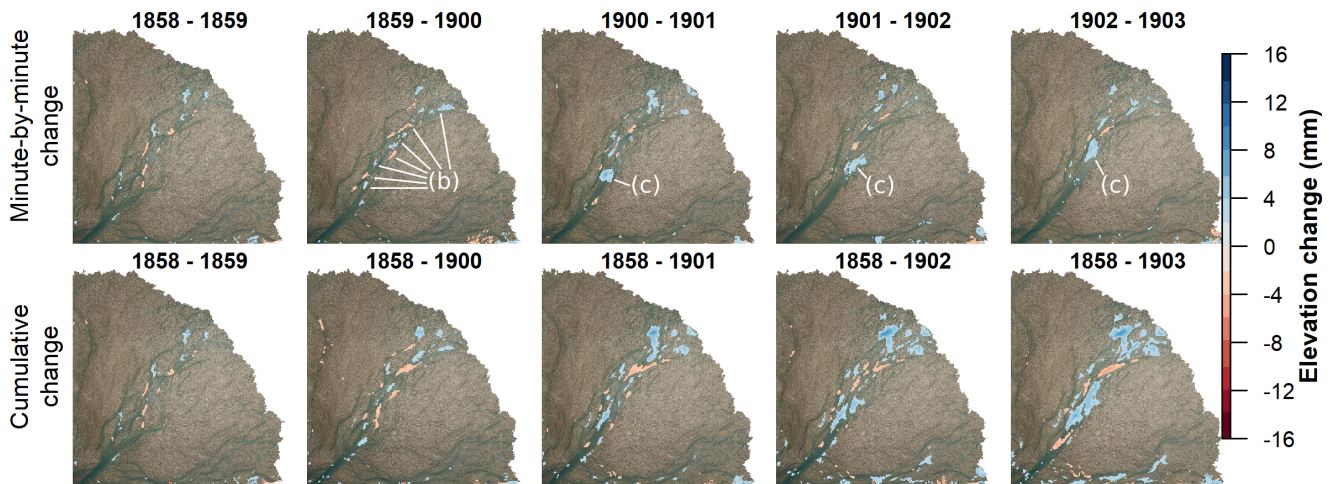 1858 - 1859
1859 - 1900
1900 - 1901
1901 - 1902
1902 - 1903
Minute-by-minute
change
(b)
(c)
(c)
(c)
1858 - 1859
1858 - 1900
1858 - 1901
1858 - 1902
1858 - 1903
Cumulative
change
16
12
8
4
0
-4
-8
-12
-16
Elevation change (mm)